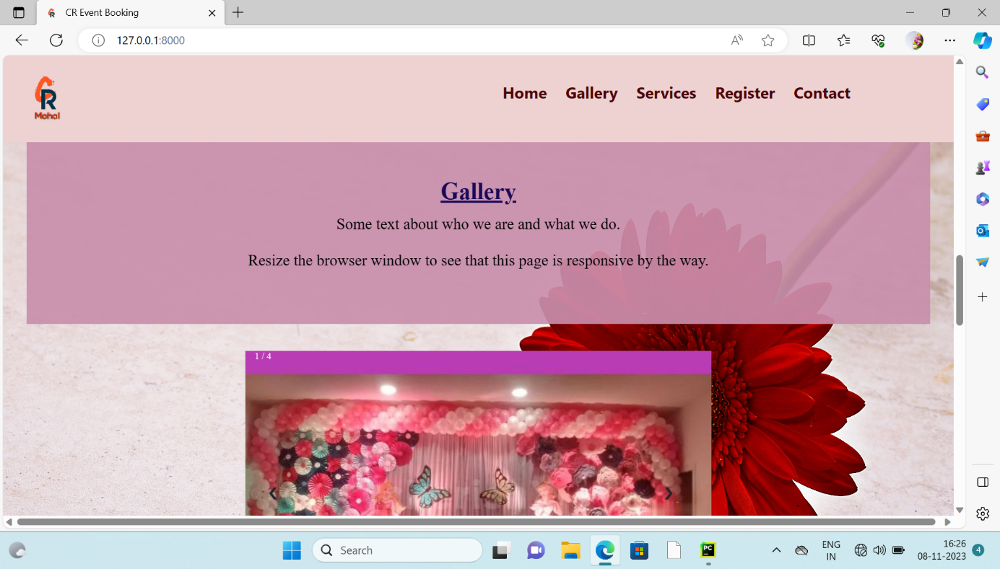 CR Event Booking
127.0.0.1:8000
CR
Mahal
Home Gallery Services Register Contact
Gallery
Some text about who we are and what we do.
Resize the browser window to see that this page is responsive by the way.
1 / 4
Search
PC
ENG
IN
16:26
08-11-2023
4